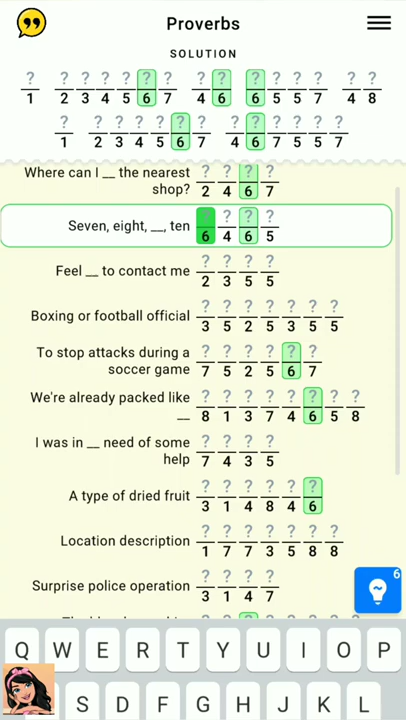 Proverbs
SOLUTION
? ? ? ? ? ? ? ? ? ? ? ? ? ? ?
1 2 3 4 5 6 7 4 6 6 5 5 7 4 8
? ? ? ? ? ? ? ? ? ? ? ? ?
1 2 3 4 5 6 7 4 6 7 5 5 7
Where can I __ the nearest
shop?
? ? ? ?
2 4 6 7
Seven, eight, __, ten
? ? ? ?
6 4 6 5
Feel __ to contact me
? ? ? ?
2 3 5 5
Boxing or football official
? ? ? ? ? ? ?
3 5 2 5 3 5 5
To stop attacks during a
soccer game
? ? ? ? ? ?
7 5 2 5 6 7
We're already packed like
__
? ? ? ? ? ? ? ?
8 1 3 7 4 6 5 8
I was in __ need of some
help
? ? ? ?
7 4 3 5
A type of dried fruit
? ? ? ? ? ?
3 1 4 8 4 6
Location description
? ? ? ? ? ? ?
1 7 7 3 5 8 8
Surprise police operation
? ? ? ?
3 1 4 7
6
Q W E R T Y U I O P
S D F G H J K L